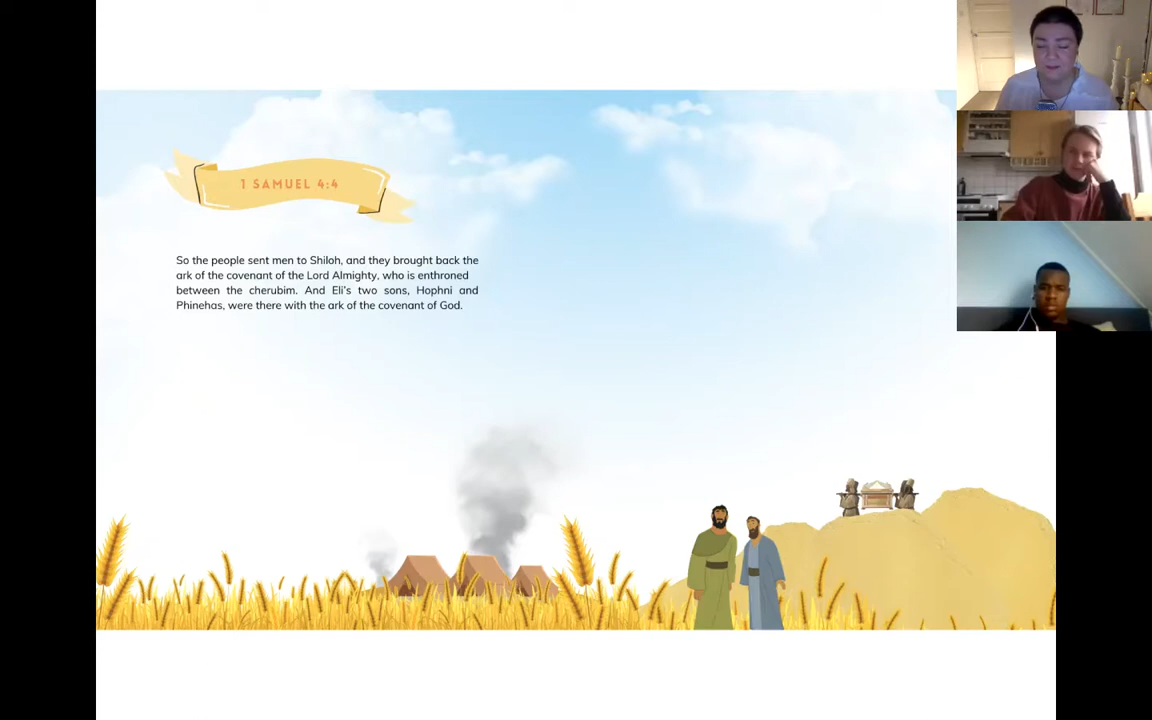 1 SAMUEL 4:4
So the people sent men to Shiloh, and they brought back the
ark of the covenant of the Lord Almighty, who is enthroned
between the cherubim. And Eli's two sons, Hophni and
Phinehas, were there with the ark of the covenant of God.